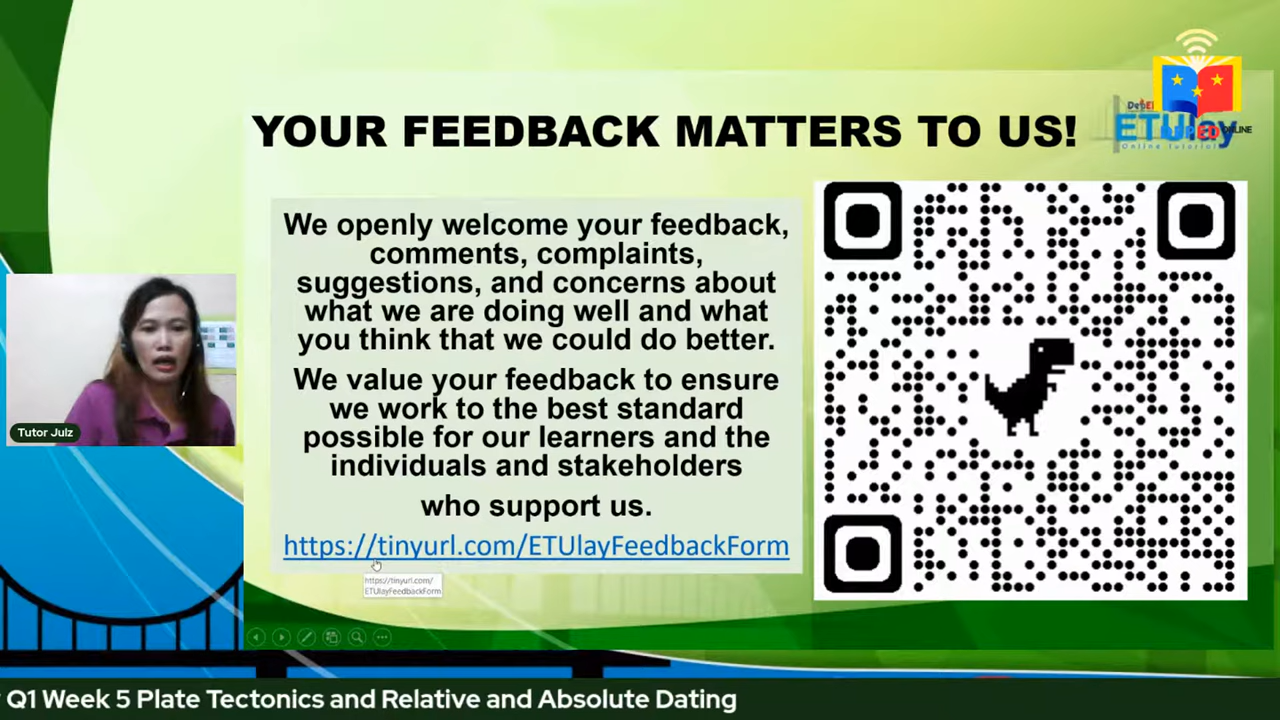 YOUR FEEDBACK MATTERS TO US!
DepEd
ETUlay
Online Tutorial
DEPED ONLINE
We openly welcome your feedback,
comments, complaints,
suggestions, and concerns about
what we are doing well and what
you think that we could do better.
We value your feedback to ensure
we work to the best standard
possible for our learners and the
individuals and stakeholders
who support us.
https://tinyurl.com/ETUlayFeedbackForm
https://tinyurl.com/
ETUlayFeedbackForm
Tutor Julz
Q1 Week 5 Plate Tectonics and Relative and Absolute Dating